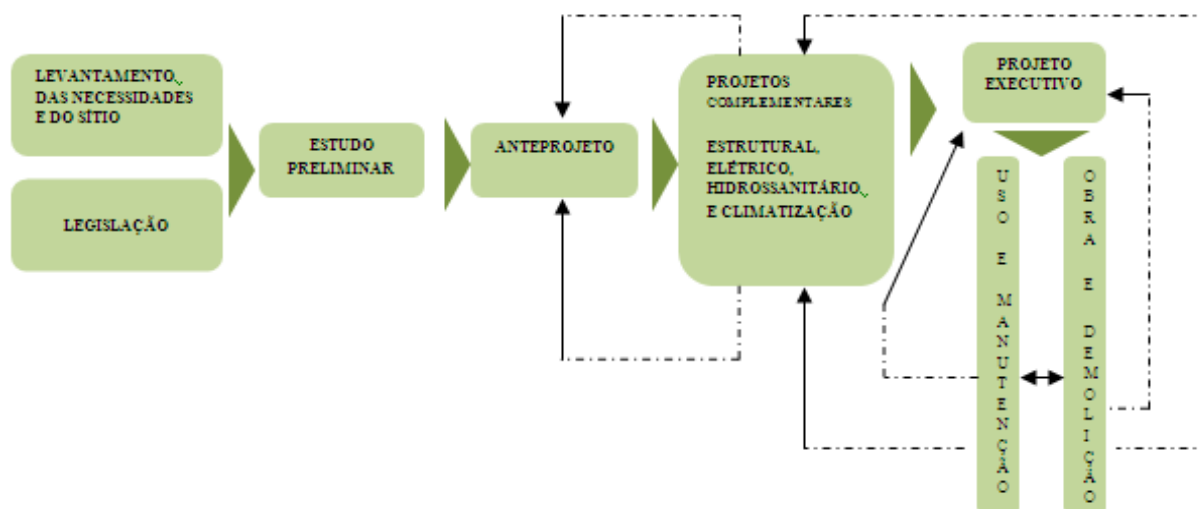 LEVANTAMENTO,
DAS NECESSIDADES
E DO SÍTIO
LEGISLAÇÃO
ESTUDO
PRELIMINAR
ANTEPROJETO
PROJETOS
COMPLEMENTARES
ESTRUTURAL,
ELÉTRICO,
HIDROSSANITÁRIO,
E CLIMATIZAÇÃO
PROJETO
EXECUTIVO
USO E MANUTENÇÃO
OBRA E DEMOLIÇÃO